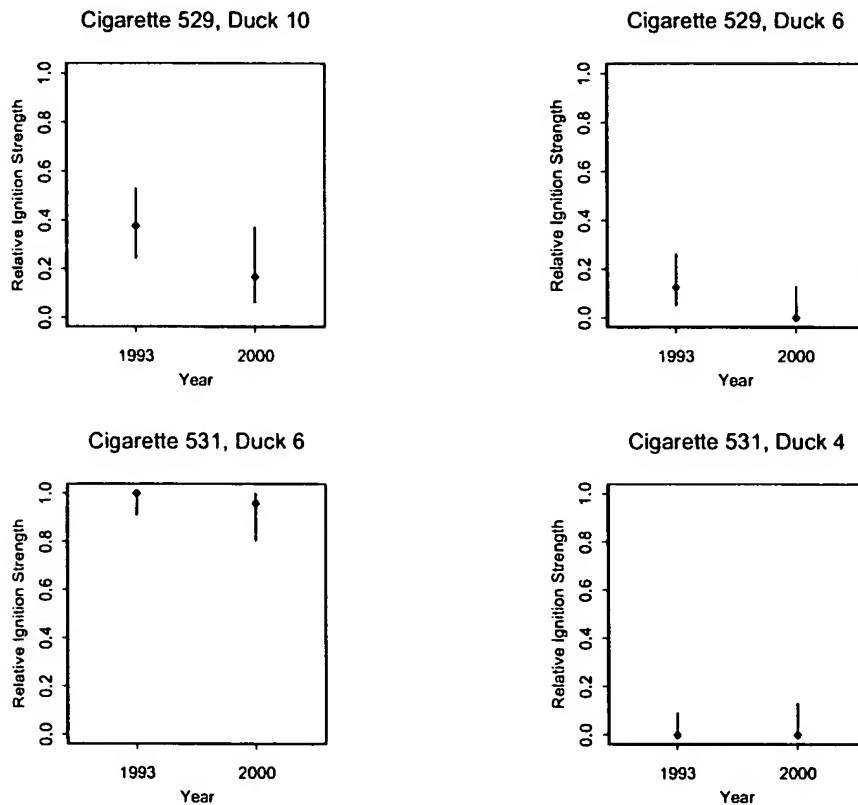 Cigarette 529, Duck 10
Relative Ignition Strength
1.0
0.8
0.6
0.4
0.2
0.0
1993 2000
Year
Cigarette 529, Duck 6
Relative Ignition Strength
1.0
0.8
0.6
0.4
0.2
0.0
1993 2000
Year
Cigarette 531, Duck 6
Relative Ignition Strength
1.0
0.8
0.6
0.4
0.2
0.0
1993 2000
Year
Cigarette 531, Duck 4
Relative Ignition Strength
1.0
0.8
0.6
0.4
0.2
0.0
1993 2000
Year